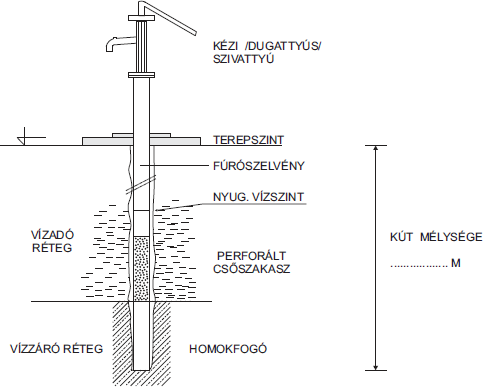 KÉZI /DUGATTYÚS/
SZIVATTYÚ
TEREPSZINT
FÚRÓSZELVÉNY
NYUG. VÍZSZINT
VÍZADÓ
RÉTEG
KÚT MÉLYSÉGE
.................. M
PERFORÁLT
CSŐSZAKASZ
VÍZZÁRÓ RÉTEG
HOMOKFOGÓ